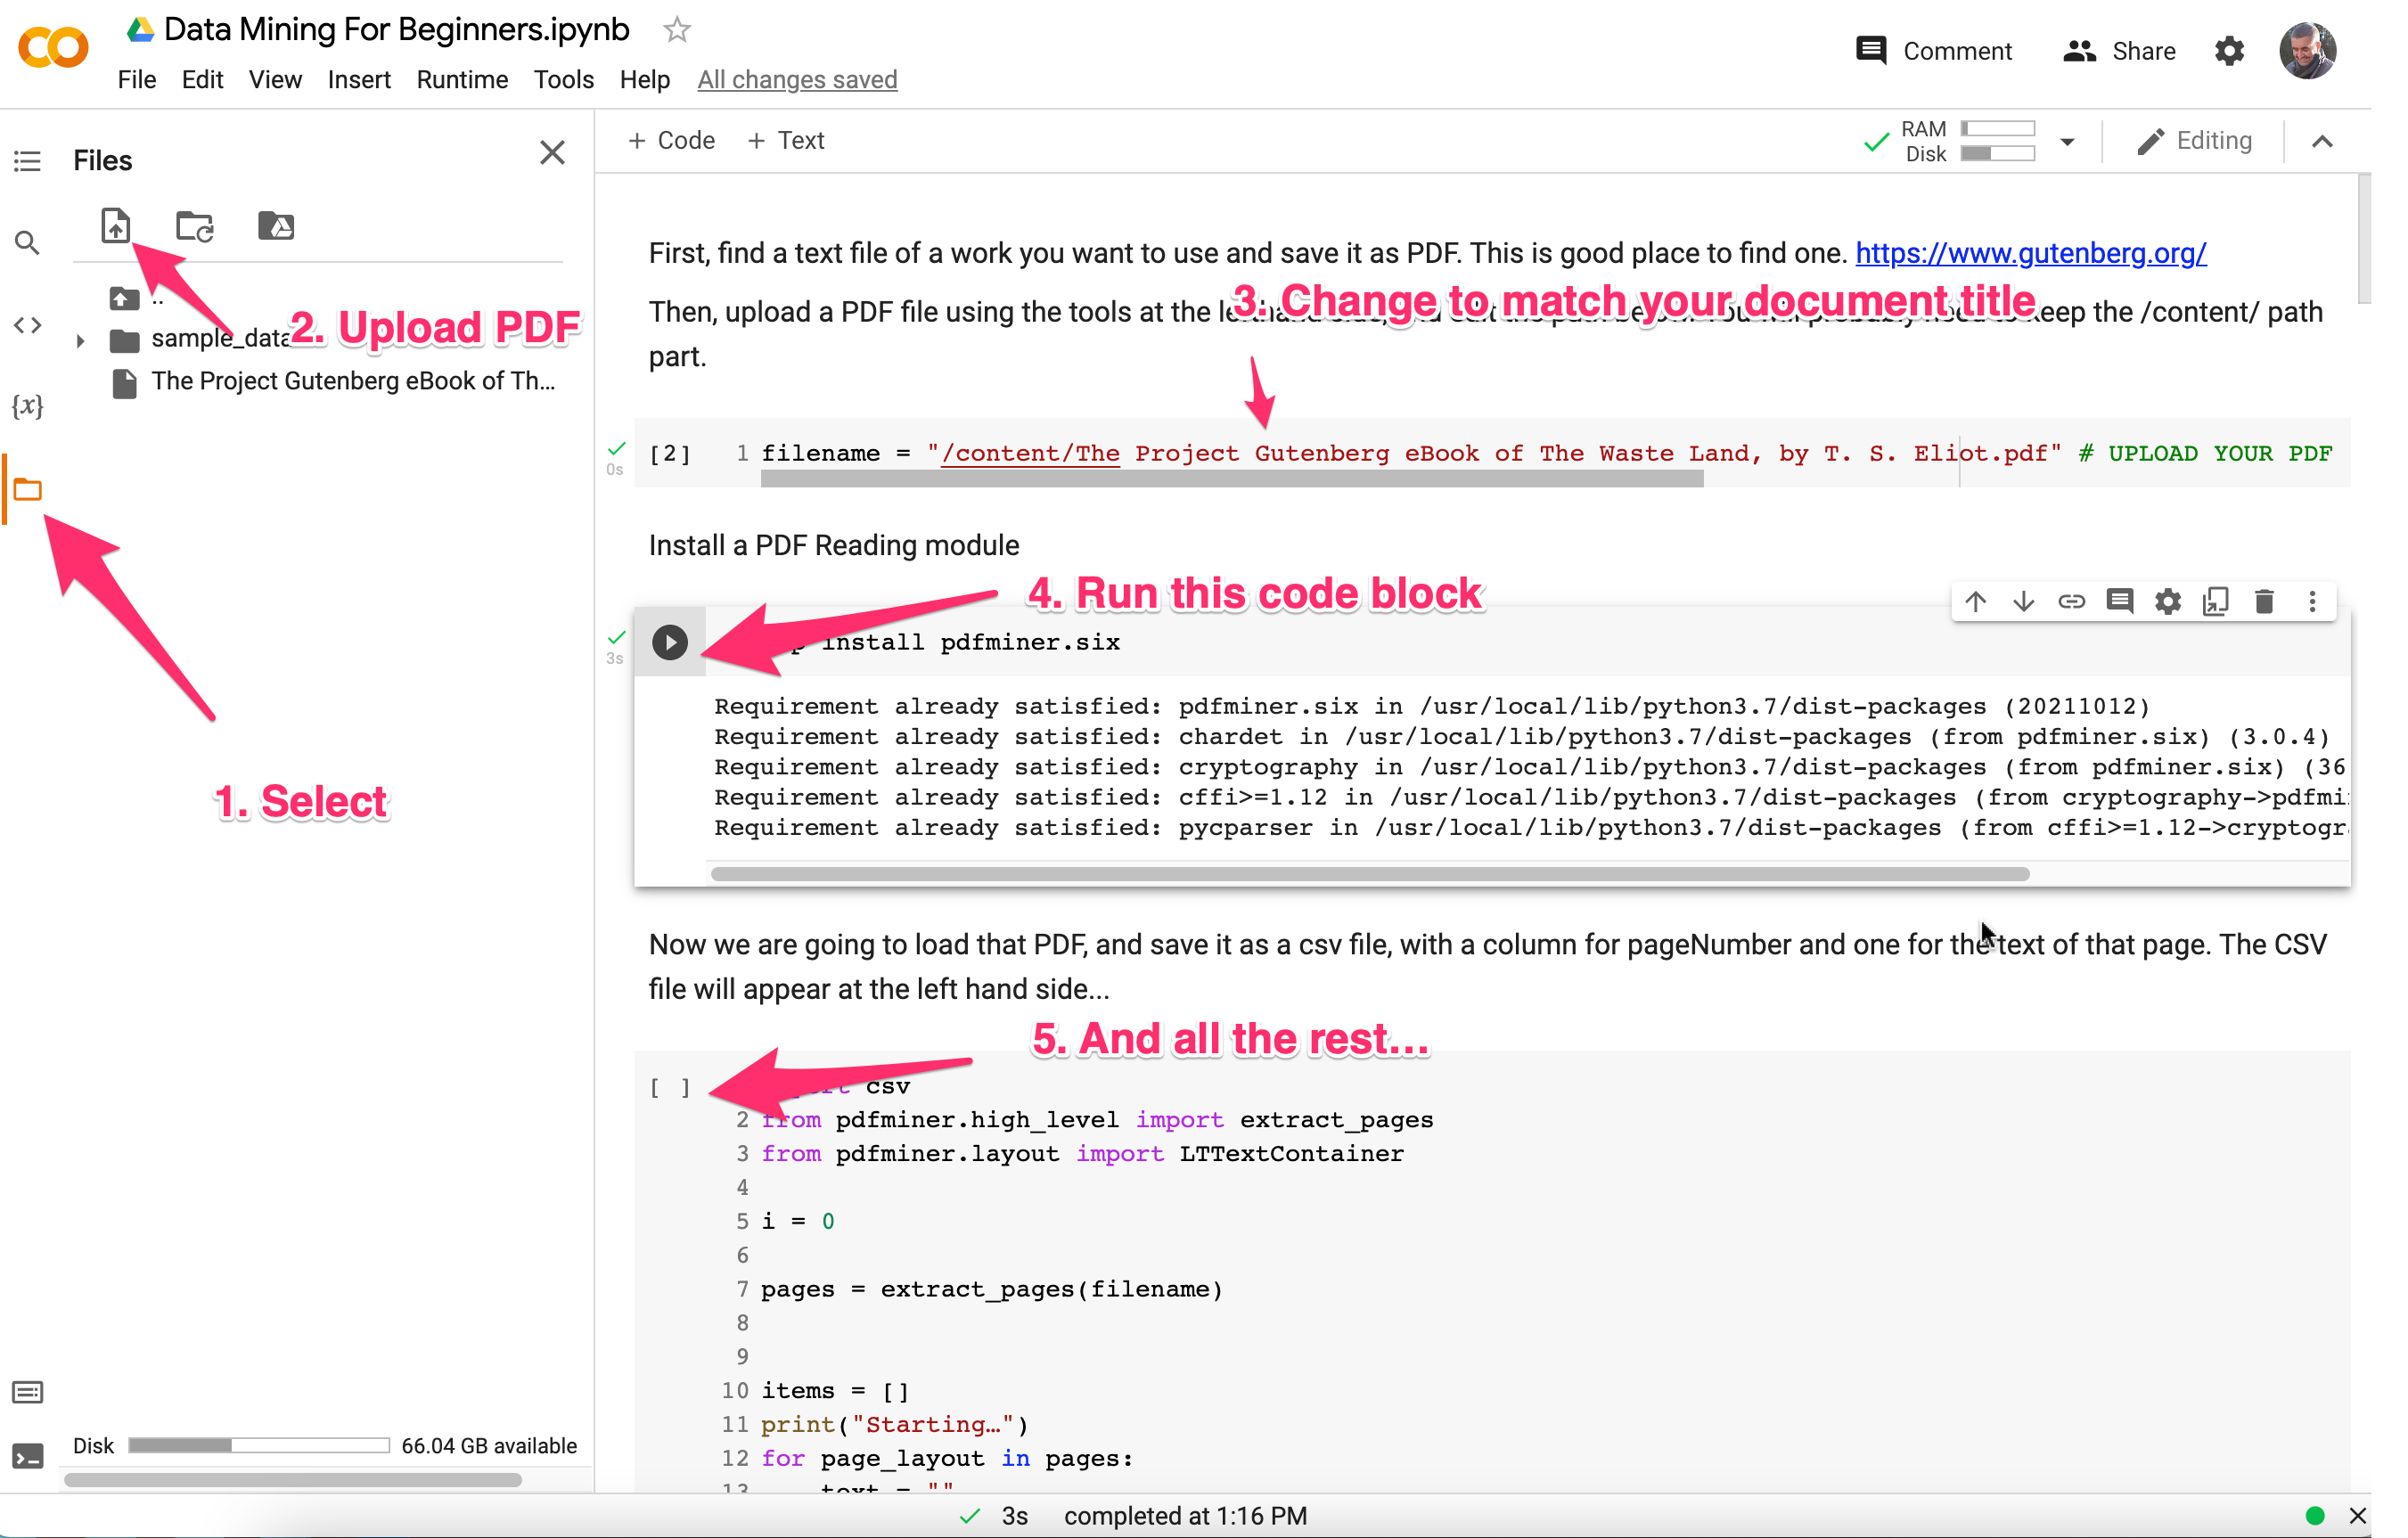 Data Mining For Beginners.ipynb
File Edit View Insert Runtime Tools Help All changes saved
Comment Share
Files
+ Code + Text
RAM
Disk
Editing
..
sample_data
The Project Gutenberg eBook of Th...
{x}
2. Upload PDF
1. Select
First, find a text file of a work you want to use and save it as PDF. This is good place to find one. https://www.gutenberg.org/
3. Change to match your document title
Then, upload a PDF file using the tools at the keep the /content/ path
part.
0s
[2] 1 filename = "/content/The Project Gutenberg eBook of The Waste Land, by T. S. Eliot.pdf" # UPLOAD YOUR PDF
Install a PDF Reading module
4. Run this code block
3s
install pdfminer.six
Requirement already satisfied: pdfminer.six in /usr/local/lib/python3.7/dist-packages (20211012)
Requirement already satisfied: chardet in /usr/local/lib/python3.7/dist-packages (from pdfminer.six) (3.0.4)
Requirement already satisfied: cryptography in /usr/local/lib/python3.7/dist-packages (from pdfminer.six) (36
Requirement already satisfied: cffi>=1.12 in /usr/local/lib/python3.7/dist-packages (from cryptography->pdfmi
Requirement already satisfied: pycparser in /usr/local/lib/python3.7/dist-packages (from cffi>=1.12->cryptogr
Now we are going to load that PDF, and save it as a csv file, with a column for pageNumber and one for the text of that page. The CSV
file will appear at the left hand side...
5. And all the rest...
[ ] csv
2 from pdfminer.high_level import extract_pages
3 from pdfminer.layout import LTTextContainer
4
5 i = 0
6
7 pages = extract_pages(filename)
8
9
10 items = []
11 print("Starting…")
12 for page_layout in pages:
13 text = ""
Disk 66.04 GB available
3s completed at 1:16 PM